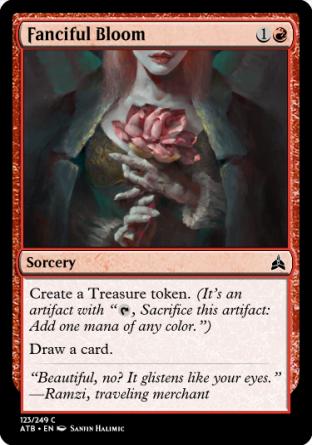 Fanciful Bloom 1
Sorcery
Create a Treasure token. (It's an
artifact with “, Sacrifice this artifact:
Add one mana of any color.”)
Draw a card.
“Beautiful, no? It glistens like your eyes.”
—Ramzi, traveling merchant
123/249 C
ATB • EN Sanjin Halimic